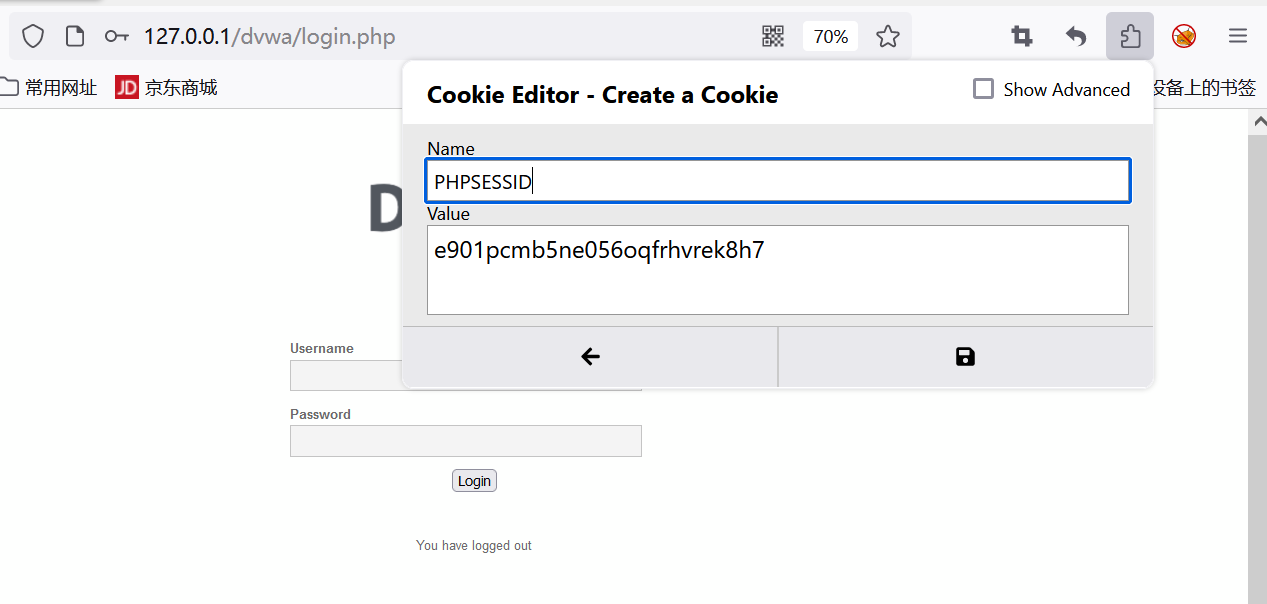 127.0.0.1/dvwa/login.php
70%
常用网址
JD 京东商城
设备上的书签
Cookie Editor - Create a Cookie
Show Advanced
Name
PHPSESSID
Value
e901pcmb5ne056oqfrhvrek8h7
D
Username
Password
Login
You have logged out